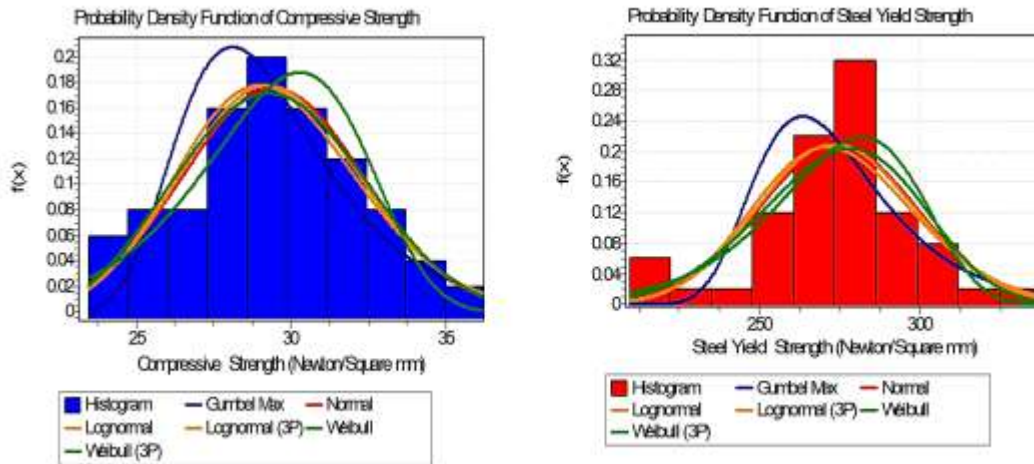 Probability Density Function of Compressive Strength
0.2
0.18
0.16
0.14
0.12
0.1
0.08
0.06
0.04
0.02
0
f(x)
25 30 35
Compressive Strength (Newton/Square mm)
Histogram Gumbel Max Normal
Lognormal Lognormal (3P) Weibull
Weibull (3P)
Probability Density Function of Steel Yield Strength
0.32
0.28
0.24
0.2
0.16
0.12
0.08
0.04
0
f(x)
250 300
Steel Yield Strength (Newton/Square mm)
Histogram Gumbel Max Normal
Lognormal Lognormal (3P) Weibull
Weibull (3P)